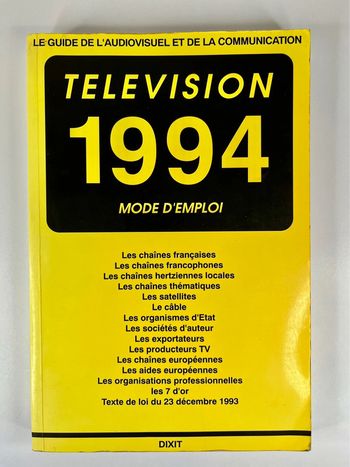 LE GUIDE DE L'AUDIOVISUEL ET DE LA COMMUNICATION
TELEVISION
1994
MODE D'EMPLOI
Les chaînes françaises
Les chaînes francophones
Les chaînes hertziennes locales
Les chaînes thématiques
Les satellites
Le câble
Les organismes d'Etat
Les sociétés d'auteur
Les exportateurs
Les producteurs TV
Les chaînes européennes
Les aides européennes
Les organisations professionnelles
les 7 d'or
Texte de loi du 23 décembre 1993
DIXIT